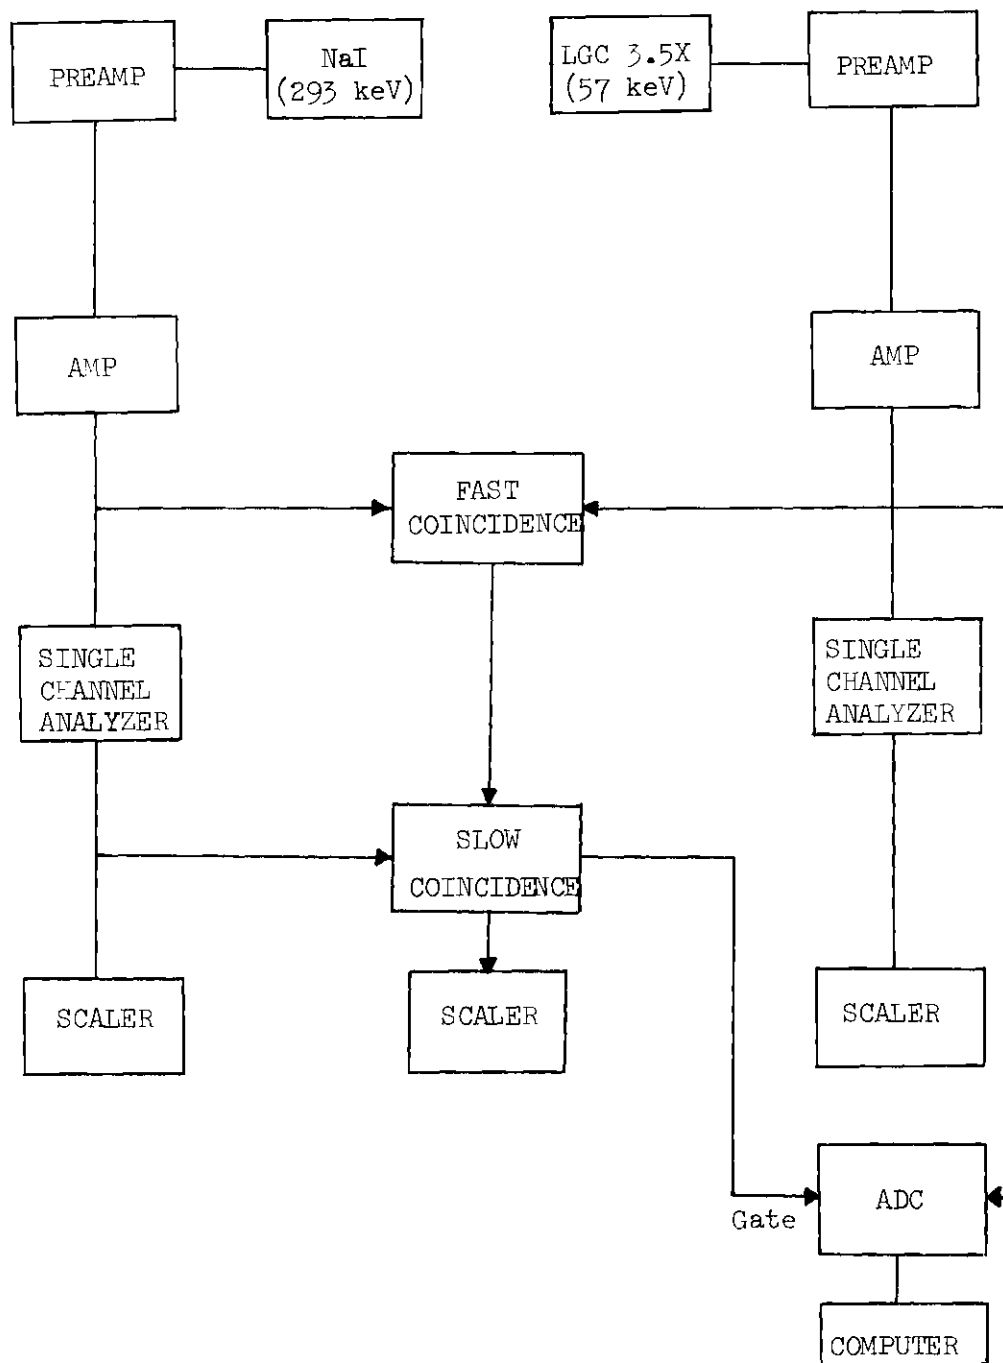 PREAMP
NaI
(293 keV)
LGC 3.5X
(57 keV)
PREAMP
AMP
AMP
FAST
COINCIDENCE
SINGLE
CHANNEL
ANALYZER
SINGLE
CHANNEL
ANALYZER
SLOW
COINCIDENCE
SCALER
SCALER
SCALER
Gate
ADC
COMPUTER